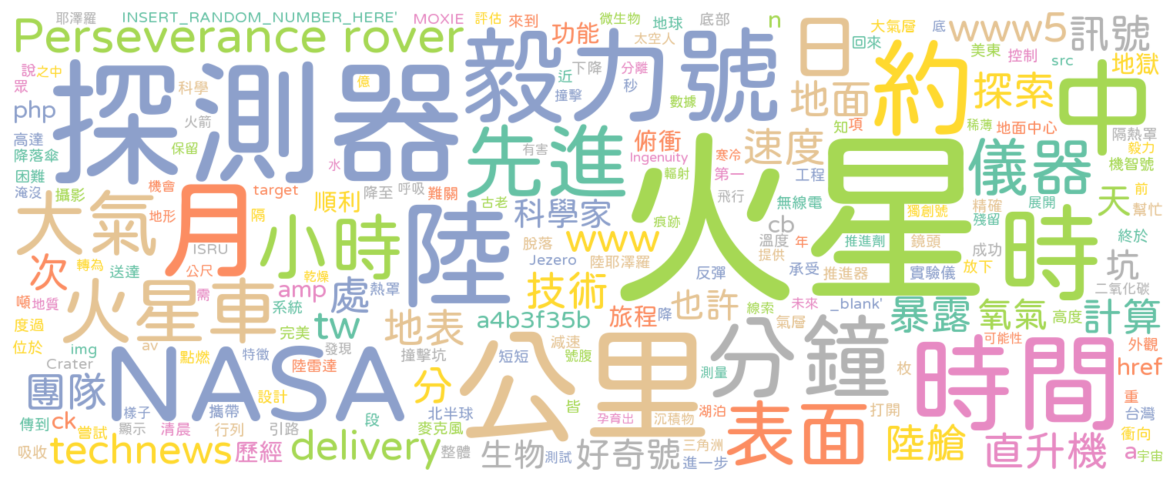 耶澤羅 INSERT_RANDOM_NUMBER_HERE' MOXIE 評估 來到 微生物 地球 底部 n 大氣層 底 www5 訊號
Perseverance rover 功能 太空人 回來 美東 控制 地獄
說 之中 眾 科學 億 毅力號 近 下降 分離 秒 撞擊 數據 日 地面 約 探索 src 中
php 探測器 火箭 保留 高達 降落傘 困難 淹沒 攝影 機會 水 target 呼吸 降至 難關
先進 有害 俯衝 Ingenuity 寒冷 第一 輻射 速度 知 項 稀薄 地面中心 隔熱罩 毅力 機智號
工程 無線電 儀器 展開 前 幫忙 天
大氣 地形 月 隔 ISRU 公尺 順利 小時 乾燥 陸 古老 科學家 痕跡 飛行 火星 獨創號 精確 殘留 時 終於
www 脫落 Jezero 陸耶澤羅 cb 溫度 提供 年 推進劑 推進器 鏡頭 成功 放下 實驗儀 坑 二氧化碳
次 轉為 送達 需 系統 amp 處 熱罩 技術 反彈 承受 _blank' 未來
噸 地質 火星車 度過 位於 完美 tw 地表 a4b3f35b 旅程 降 也許 線索 氣層 暴露 氧氣 高度 計算
img av 點燃 特徵 發現 撞擊坑 短短 減速 號腹 可能性 外觀
Crater 團隊 NASA 設計 陸雷達 分 公里 測量 分鐘 枚 時間 href
傳到 ck 樣子 攜帶 段 北半球 皆 孕育出 沉積物 湖泊 表面 打開 重 台灣
嘗試 顯示 清晨 行列 引路 麥克風 陸艙 直升機 衝向
吸收 technews 歷經 delivery 整體 生物 測試 好奇號 三角洲 進一步 a 宇宙